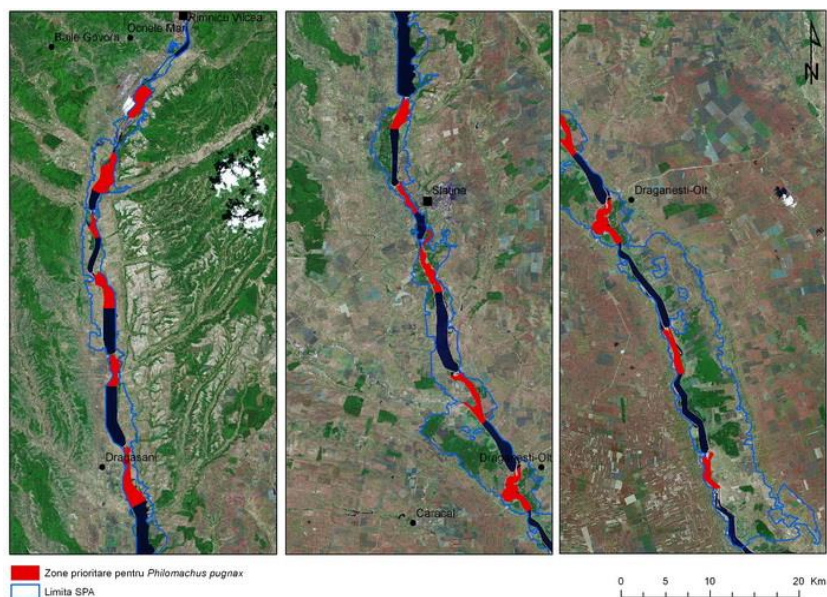 Rimnicu Vilcea
Ocnele Mari
Baile Govora
Dragasani
Slatina
Draganesti-Olt
Caracal
N
Draganesti-Olt
Zone prioritare pentru Philomachus pugnax
Limita SPA
0 5 10 20 Km